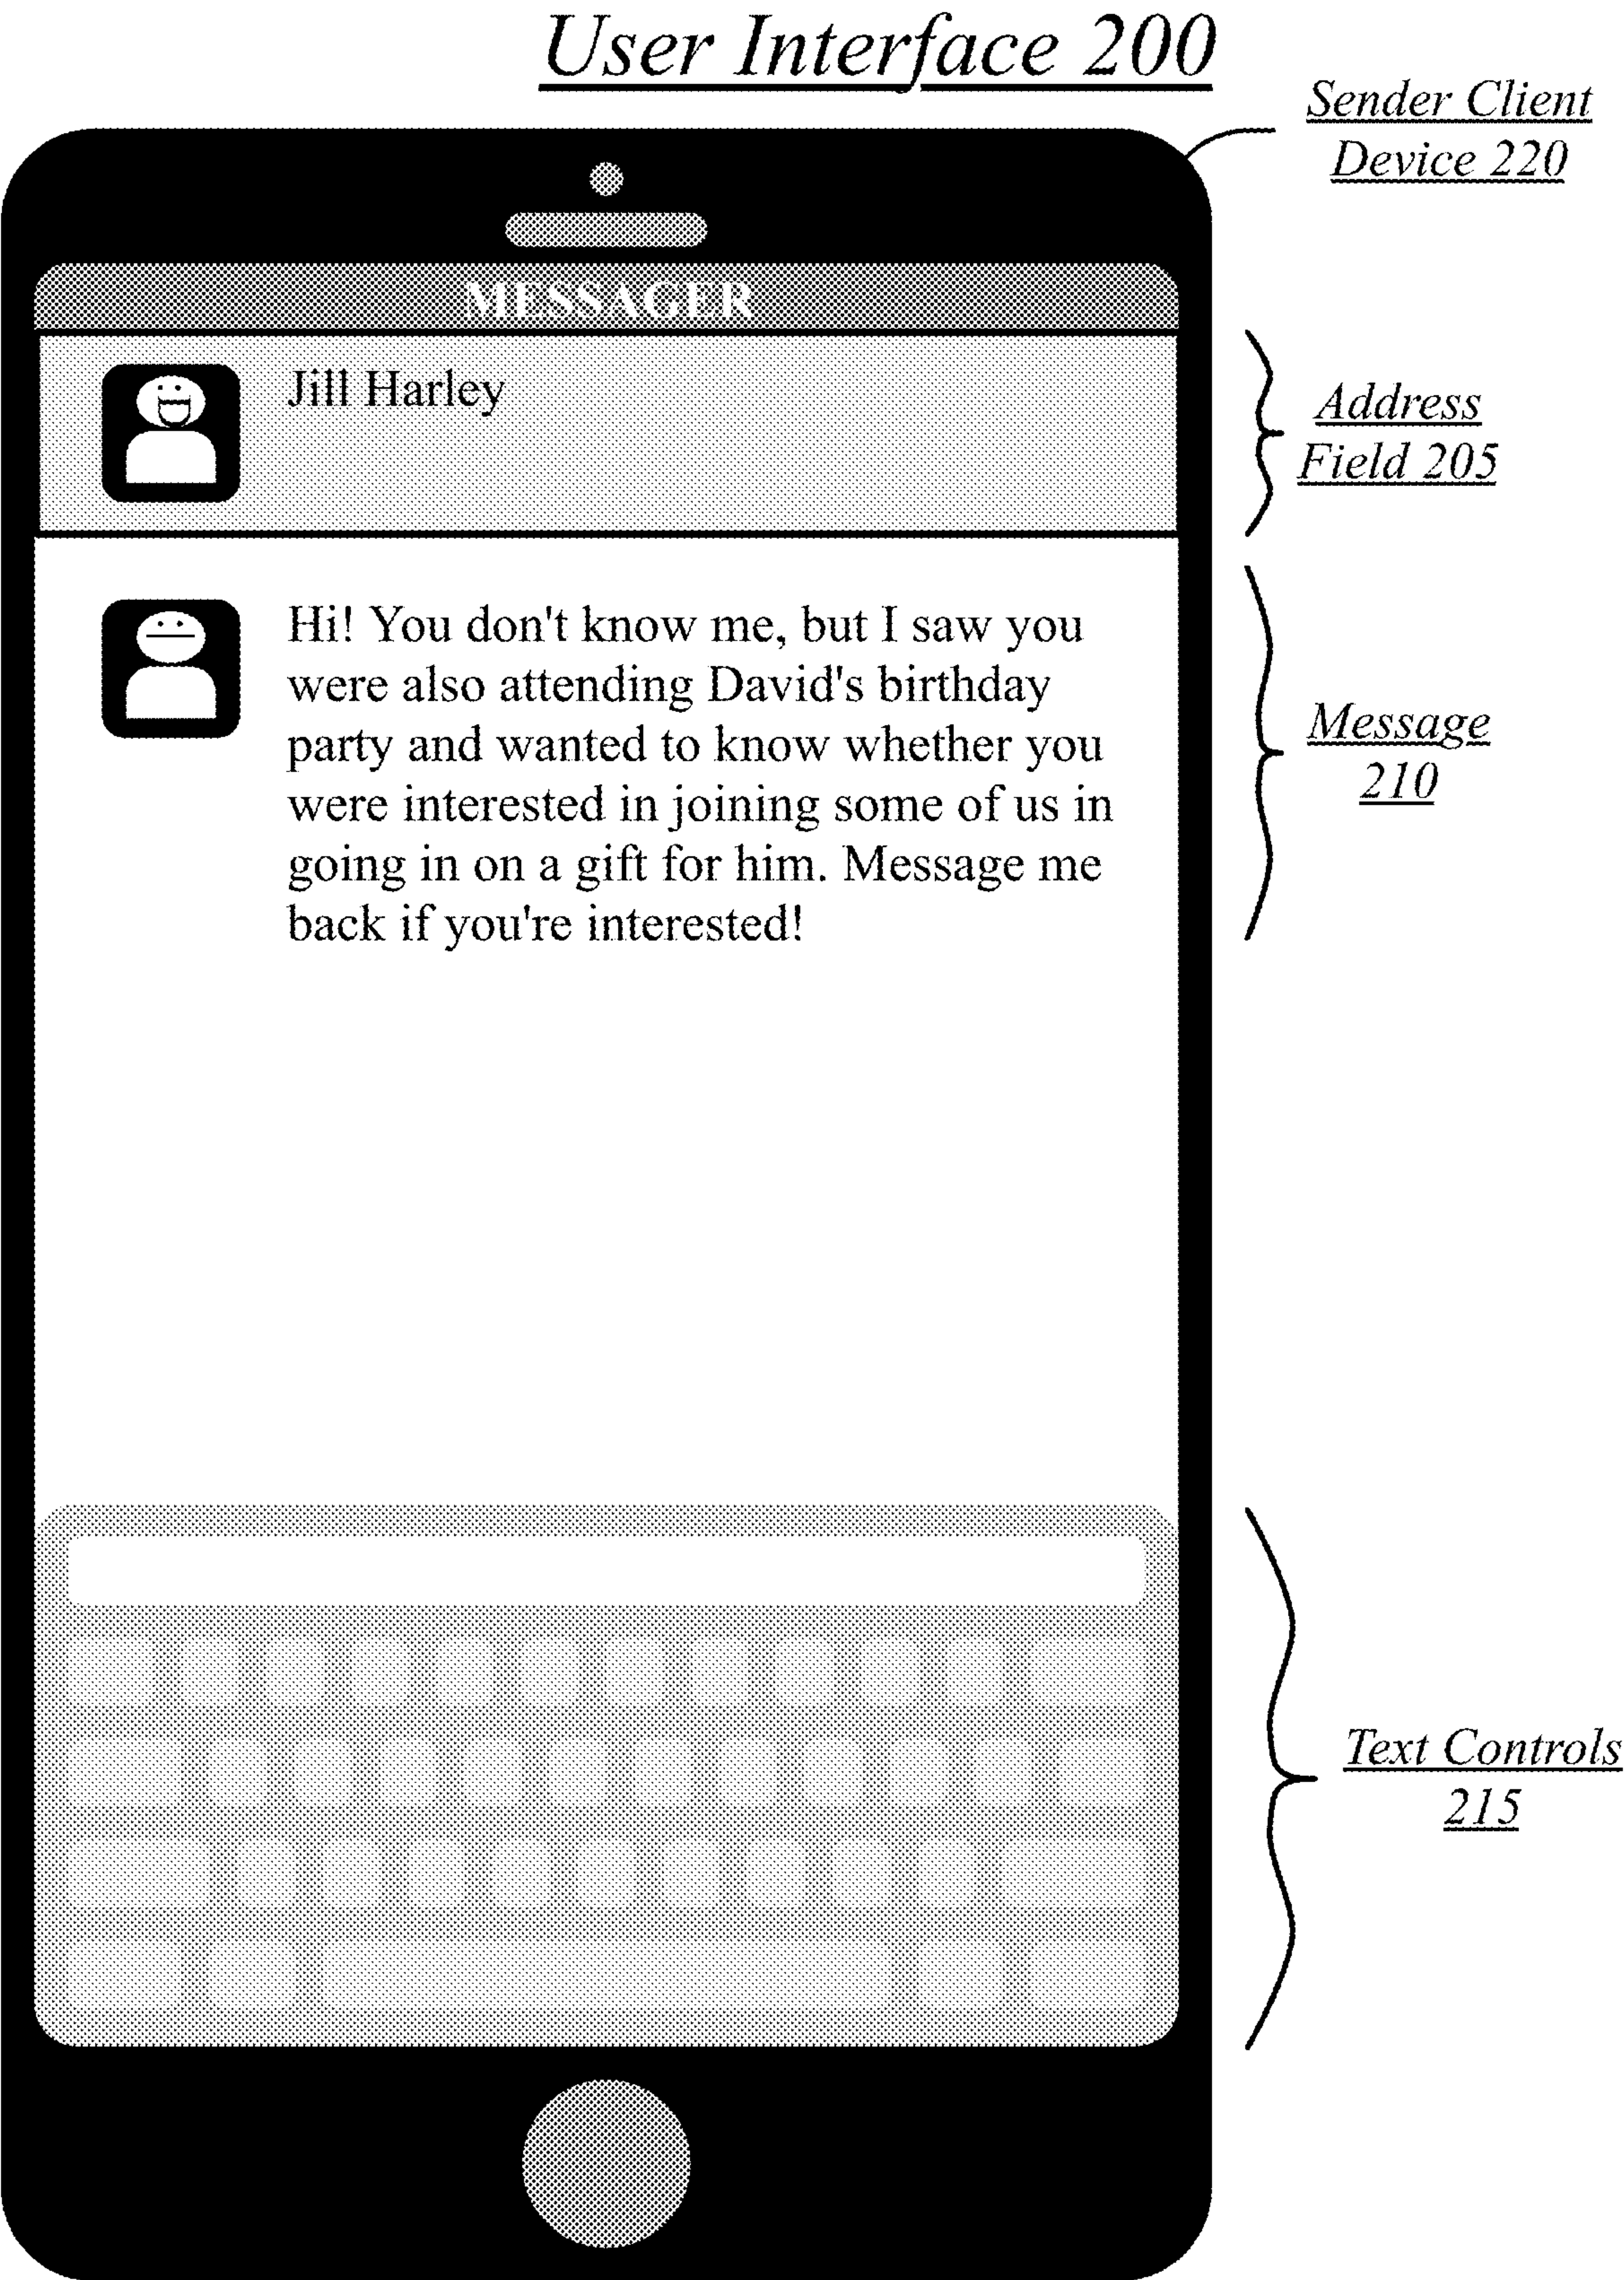 User Interface 200
Sender Client
Device 220
MESSAGER
Jill Harley
Address
Field 205
Hi! You don't know me, but I saw you
were also attending David's birthday
party and wanted to know whether you
were interested in joining some of us in
going in on a gift for him. Message me
back if you're interested!
Message
210
Text Controls
215